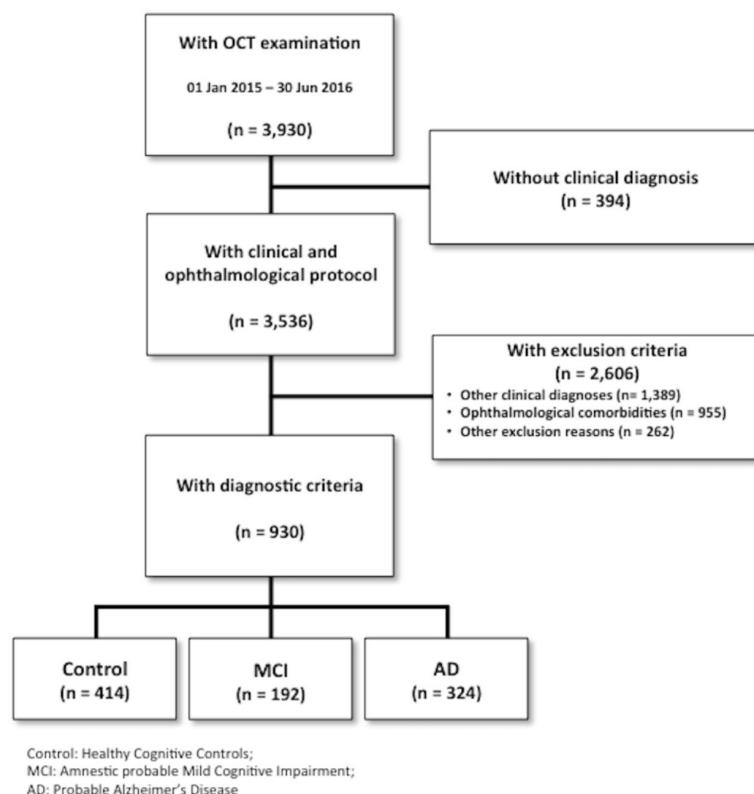 With OCT examination
01 Jan 2015 – 30 Jun 2016
(n = 3,930)
Without clinical diagnosis
(n = 394)
With clinical and
ophthalmological protocol
(n = 3,536)
With exclusion criteria
(n = 2,606)
• Other clinical diagnoses (n= 1,389)
• Ophthalmological comorbidities (n = 955)
• Other exclusion reasons (n = 262)
With diagnostic criteria
(n = 930)
Control
(n = 414)
MCI
(n = 192)
AD
(n = 324)
Control: Healthy Cognitive Controls;
MCI: Amnestic probable Mild Cognitive Impairment;
AD: Probable Alzheimer's Disease